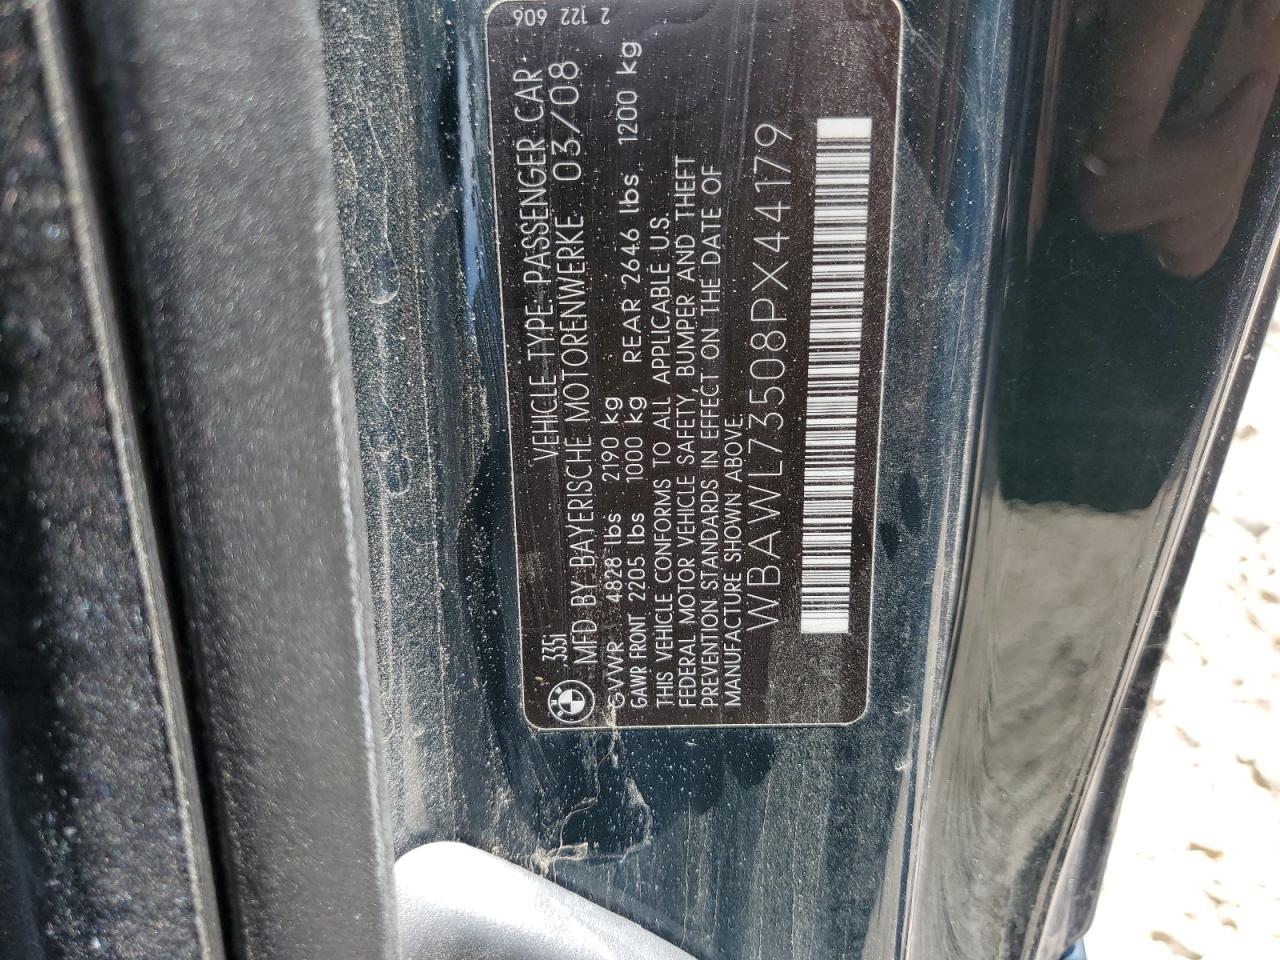 335i VEHICLE TYPE: PASSENGER CAR 2 122 606
MFD BY BAYERISCHE MOTORENWERKE 03/08
GVWR 4828 lbs 2190 kg
GAWR FRONT 2205 lbs 1000 kg REAR 2646 lbs 1200 kg
THIS VEHICLE CONFORMS TO ALL APPLICABLE U.S.
FEDERAL MOTOR VEHICLE SAFETY, BUMPER AND THEFT
PREVENTION STANDARDS IN EFFECT ON THE DATE OF
MANUFACTURE SHOWN ABOVE.
WBAWL73508PX44179